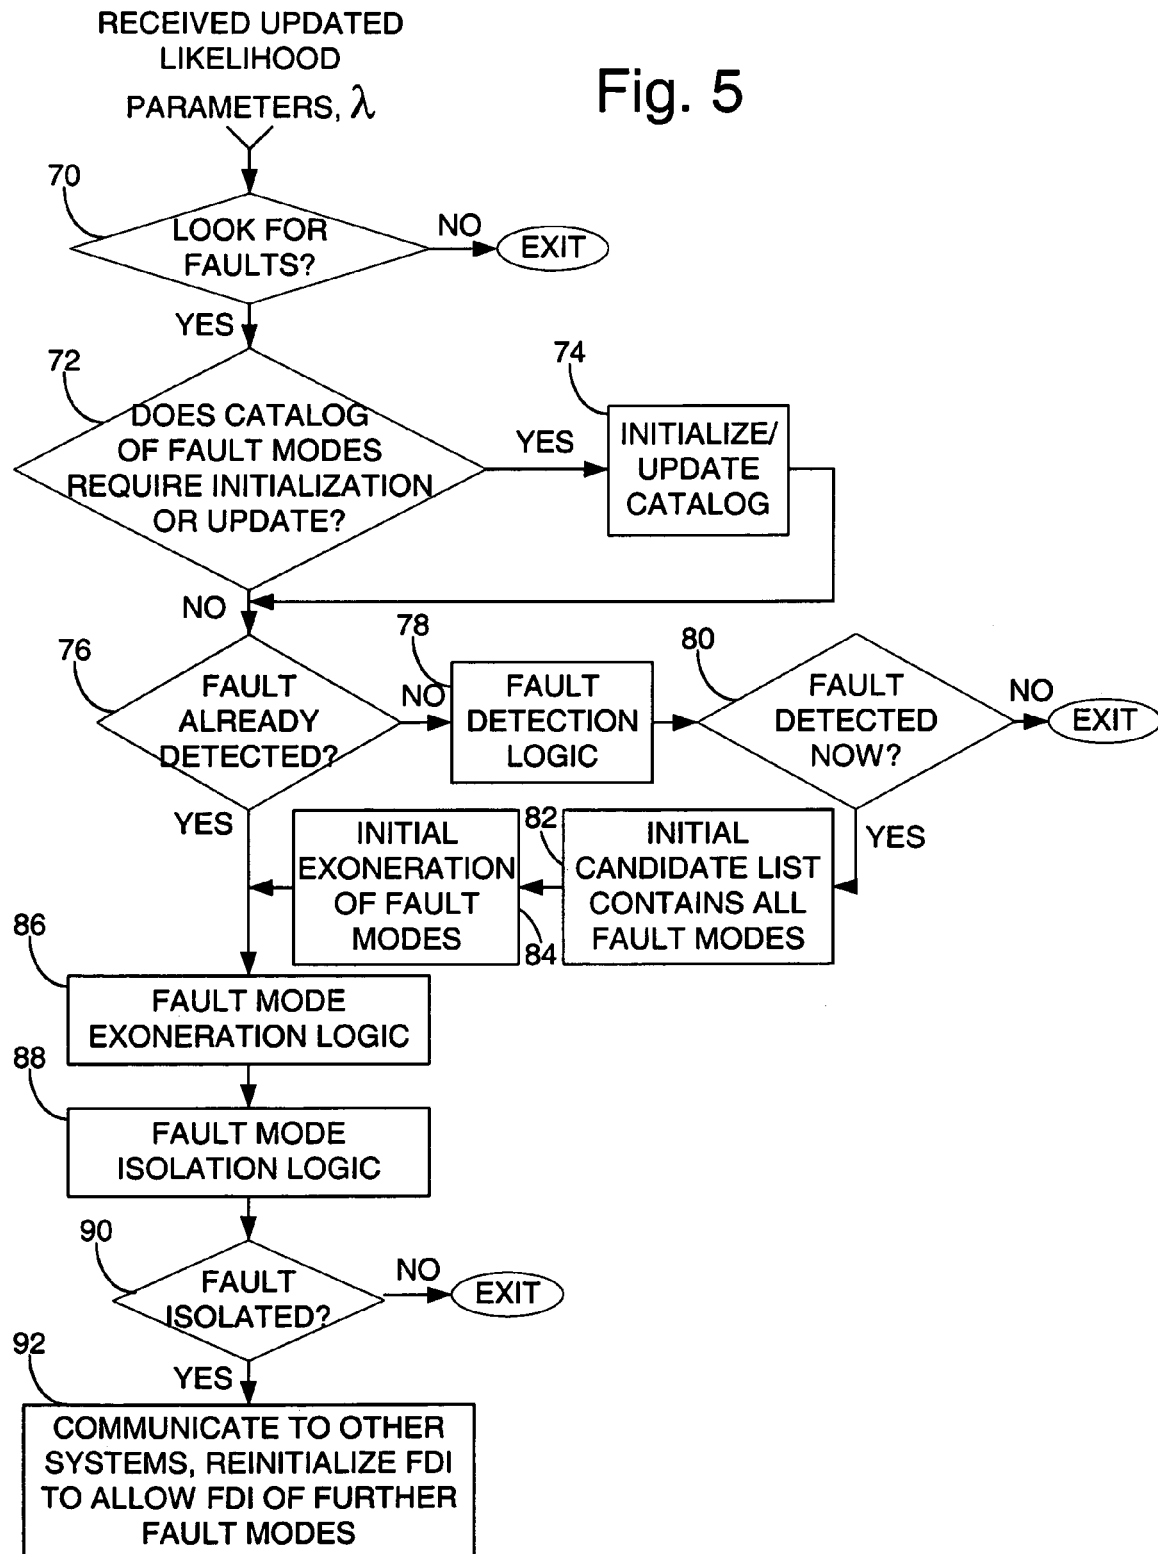 RECEIVED UPDATED
LIKELIHOOD
PARAMETERS, λ
Fig. 5
70
LOOK FOR
FAULTS?
NO
EXIT
YES
72
DOES CATALOG
OF FAULT MODES
REQUIRE INITIALIZATION
OR UPDATE?
YES
74
INITIALIZE/
UPDATE
CATALOG
NO
76
FAULT
ALREADY
DETECTED?
NO
78
FAULT
DETECTION
LOGIC
80
FAULT
DETECTED
NOW?
NO
EXIT
YES
YES
82
INITIAL
CANDIDATE LIST
CONTAINS ALL
FAULT MODES
INITIAL
EXONERATION
OF FAULT
MODES
84
86
FAULT MODE
EXONERATION LOGIC
88
FAULT MODE
ISOLATION LOGIC
90
FAULT
ISOLATED?
NO
EXIT
YES
92
COMMUNICATE TO OTHER
SYSTEMS, REINITIALIZE FDI
TO ALLOW FDI OF FURTHER
FAULT MODES